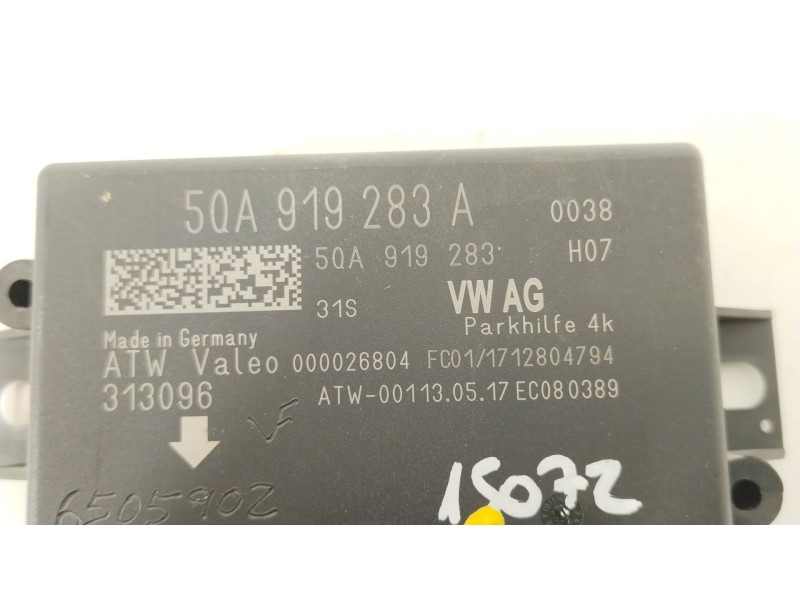 5QA 919 283 A 0038
5QA 919 283 H07
31S VW AG
Parkhilfe 4k
Made in Germany
ATW Valeo 000026804 FC01/1712804794
313096 ATW-00113.05.17 EC080389
VF
6505902
15072